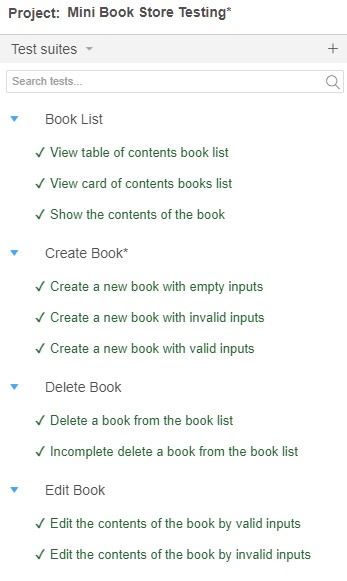 Project: Mini Book Store Testing*
Test suites
Search tests...
Book List
✓ View table of contents book list
✓ View card of contents books list
✓ Show the contents of the book
Create Book*
✓ Create a new book with empty inputs
✓ Create a new book with invalid inputs
✓ Create a new book with valid inputs
Delete Book
✓ Delete a book from the book list
✓ Incomplete delete a book from the book list
Edit Book
✓ Edit the contents of the book by valid inputs
✓ Edit the contents of the book by invalid inputs